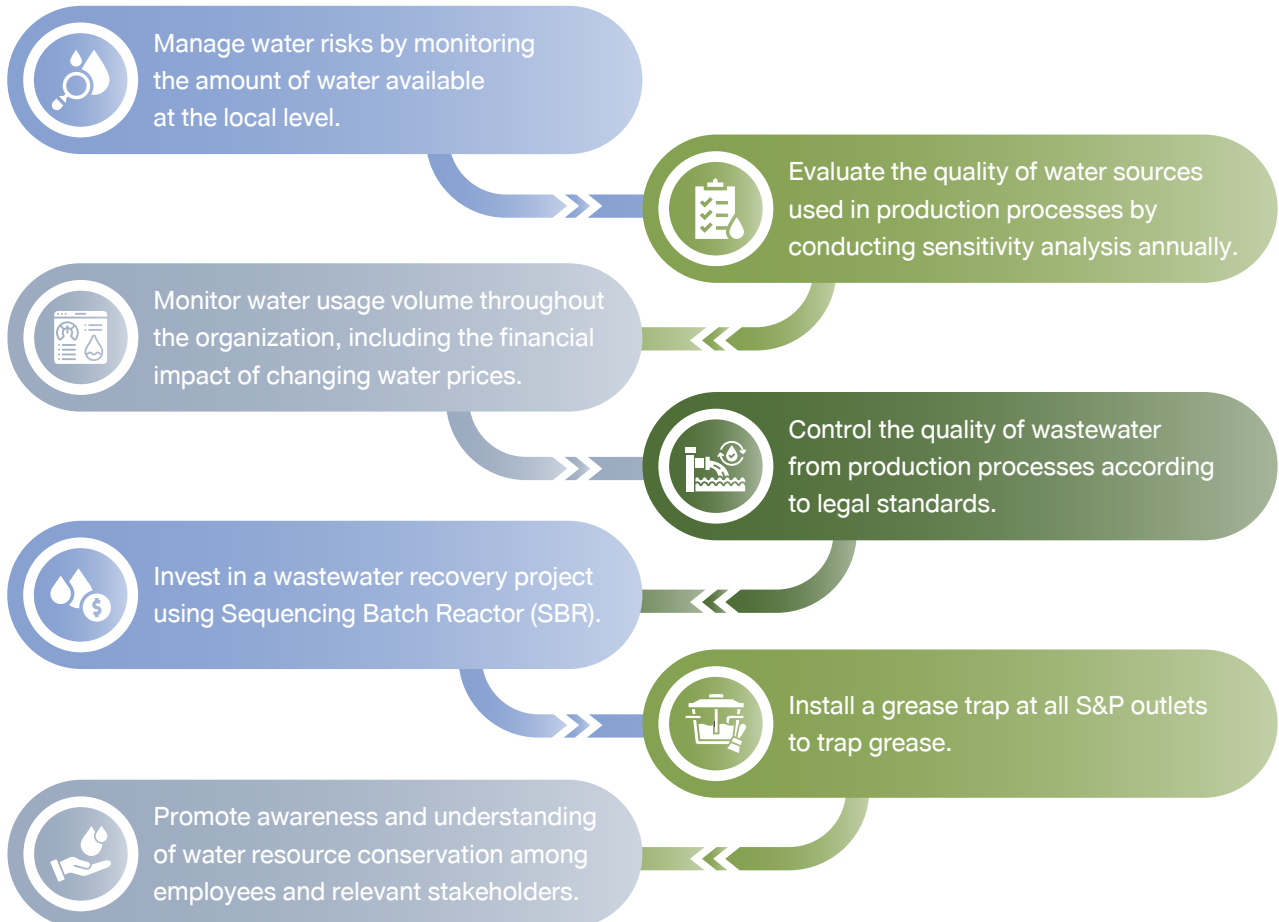 Manage water risks by monitoring
the amount of water available
at the local level.
Evaluate the quality of water sources
used in production processes by
conducting sensitivity analysis annually.
Monitor water usage volume throughout
the organization, including the financial
impact of changing water prices.
Control the quality of wastewater
from production processes according
to legal standards.
Invest in a wastewater recovery project
using Sequencing Batch Reactor (SBR).
Install a grease trap at all S&P outlets
to trap grease.
Promote awareness and understanding
of water resource conservation among
employees and relevant stakeholders.